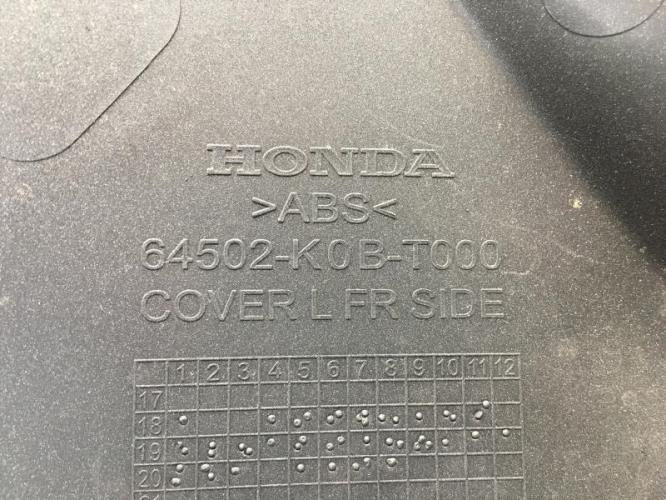 HONDA
>ABS<
64502-K0B-T000
COVER L FR SIDE
1 2 3 4 5 6 7 8 9 10 11 12
17
18
19
20